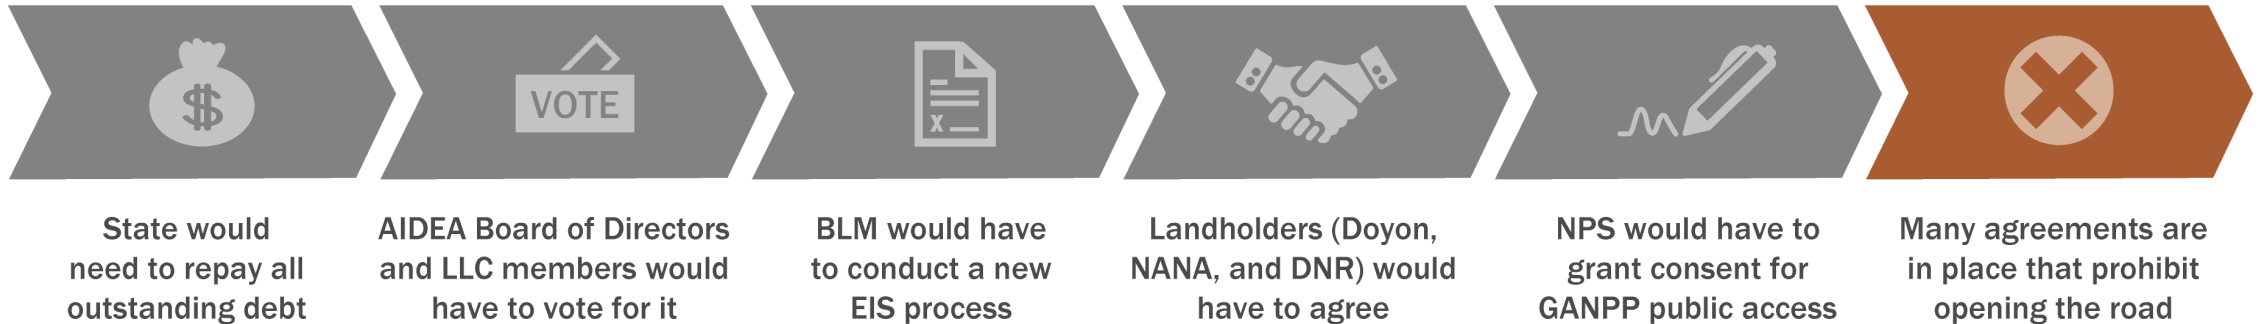 $
VOTE
X
State would
need to repay all
outstanding debt
AIDEA Board of Directors
and LLC members would
have to vote for it
BLM would have
to conduct a new
EIS process
Landholders (Doyon,
NANA, and DNR) would
have to agree
NPS would have to
grant consent for
GANPP public access
Many agreements are
in place that prohibit
opening the road